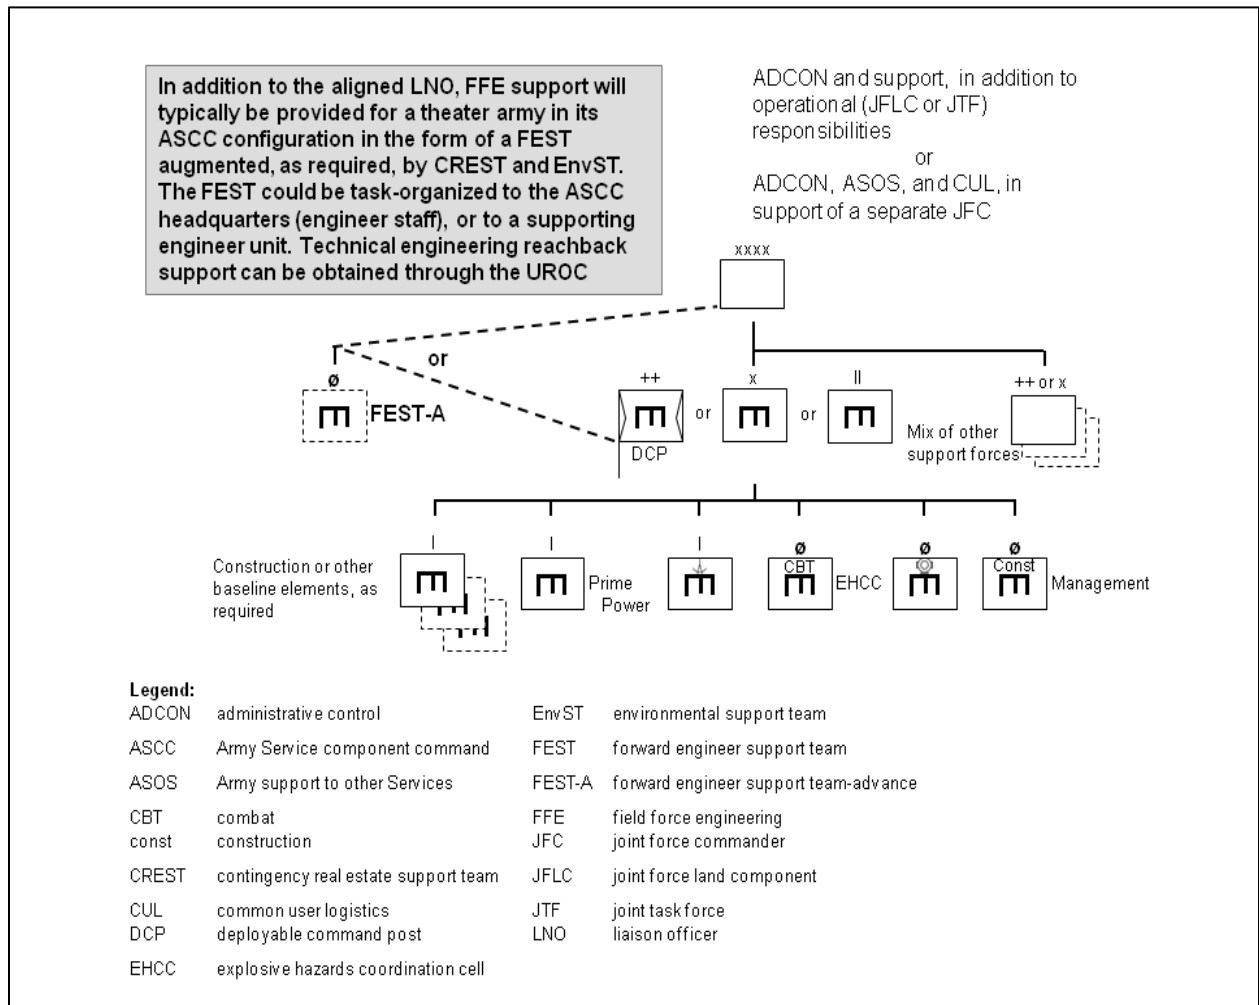 In addition to the aligned LNO, FFE support will
typically be provided for a theater army in its
ASCC configuration in the form of a FEST
augmented, as required, by CREST and EnvST.
The FEST could be task-organized to the ASCC
headquarters (engineer staff), or to a supporting
engineer unit. Technical engineering reachback
support can be obtained through the UROC
ADCON and support, in addition to
operational (JFLC or JTF)
responsibilities
or
ADCON, ASOS, and CUL, in
support of a separate JFC
xxxx
or
ø
FEST-A
++
or
x
or
II
++ or x
DCP
Mix of other
support forces
I
I
I
ø
ø
ø
Construction or other
baseline elements, as
required
Prime
Power
CBT
EHCC
Const
Management
Legend:
ADCON administrative control
ASCC Army Service component command
ASOS Army support to other Services
CBT combat
const construction
CREST contingency real estate support team
CUL common user logistics
DCP deployable command post
EHCC explosive hazards coordination cell
EnvST environmental support team
FEST forward engineer support team
FEST-A forward engineer support team-advance
FFE field force engineering
JFC joint force commander
JFLC joint force land component
JTF joint task force
LNO liaison officer